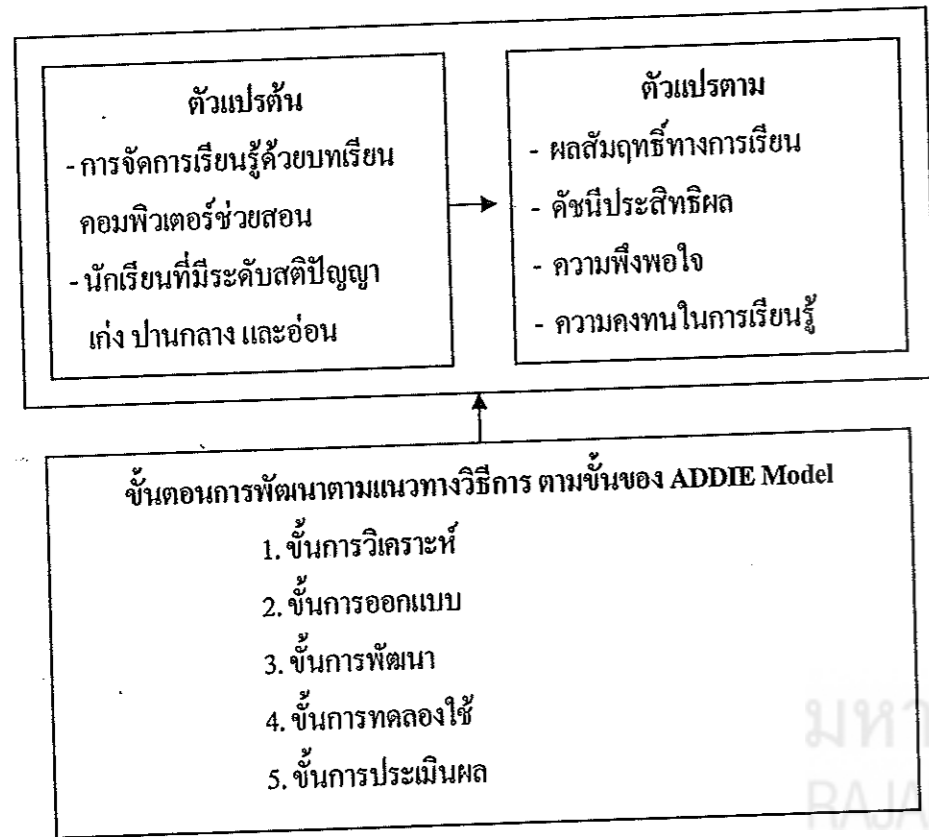 ตัวแปรต้น
- การจัดการเรียนรู้ด้วยบทเรียน
คอมพิวเตอร์ช่วยสอน
- นักเรียนที่มีระดับสติปัญญา
เก่ง ปานกลาง และอ่อน
ตัวแปรตาม
- ผลสัมฤทธิ์ทางการเรียน
- ดัชนีประสิทธิผล
- ความพึงพอใจ
- ความคงทนในการเรียนรู้
ขั้นตอนการพัฒนาตามแนวทางวิธีการ ตามขั้นของ ADDIE Model
1. ขั้นการวิเคราะห์
2. ขั้นการออกแบบ
3. ขั้นการพัฒนา
4. ขั้นการทดลองใช้
5. ขั้นการประเมินผล
มหา
RAJA